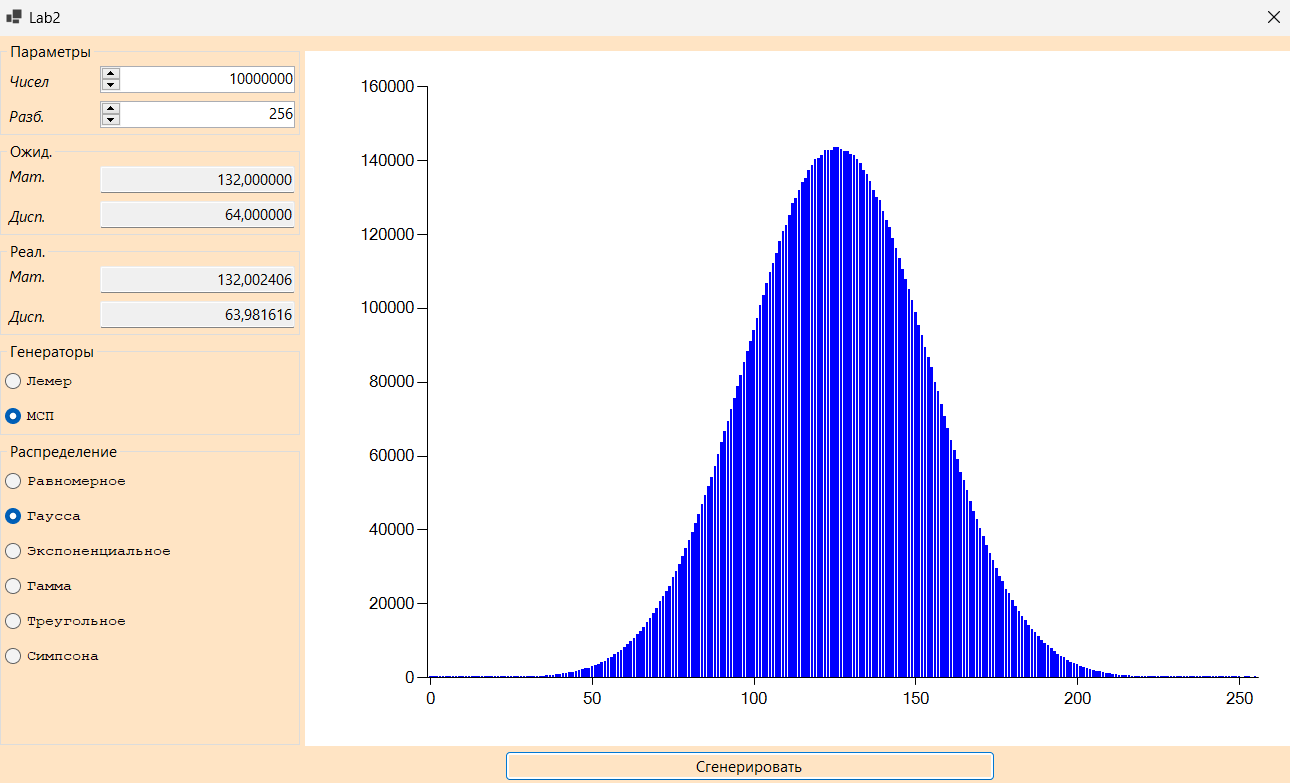 Lab2
Параметры
Чисел 10000000
Разб. 256
Ожид.
Мат. 132,000000
Дисп. 64,000000
Реал.
Мат. 132,002406
Дисп. 63,981616
Генераторы
Лемер
МСП
Распределение
Равномерное
Гаусса
Экспоненциальное
Гамма
Треугольное
Симпсона
160000
140000
120000
100000
80000
60000
40000
20000
0
0 50 100 150 200 250
Сгенерировать